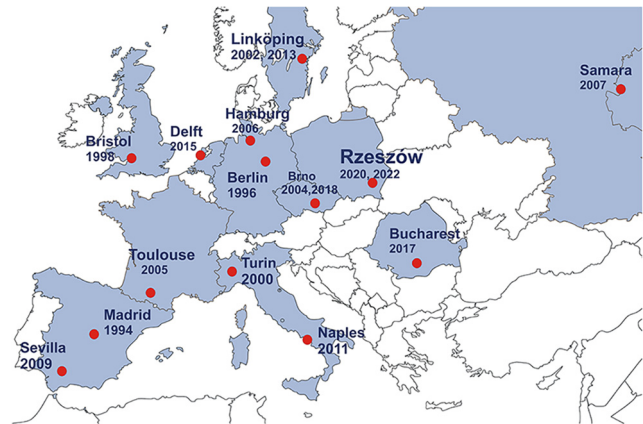 Linköping
2002, 2013
Samara
2007
Hamburg
2006
Bristol
1998
Delft
2015
Rzeszów
2020, 2022
Berlin
1996
Brno
2004,2018
Bucharest
2017
Toulouse
2005
Turin
2000
Madrid
1994
Naples
2011
Sevilla
2009